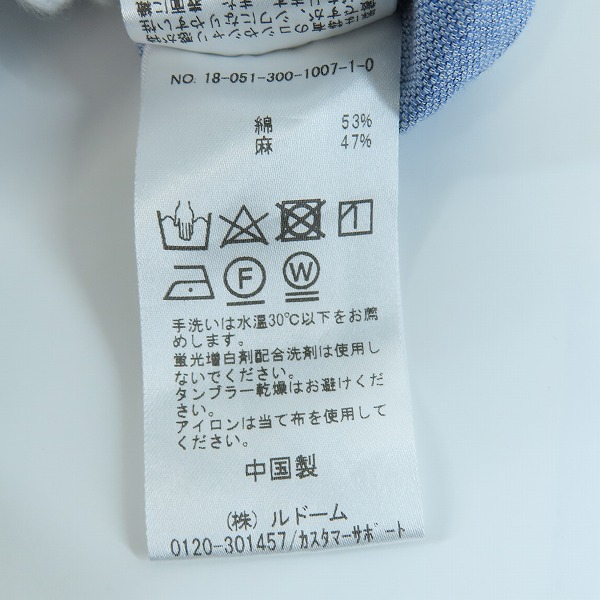 NO. 18-051-300-1007-1-0
綿 53%
麻 47%
F
W
手洗いは水温30℃以下をお薦
めします。
蛍光増白剤配合洗剤は使用し
ないでください。
タンブラー乾燥はお避けくだ
さい。
アイロンは当て布を使用して
ください。
中国製
(株) ルドーム
0120-301457/カスタマーサポート